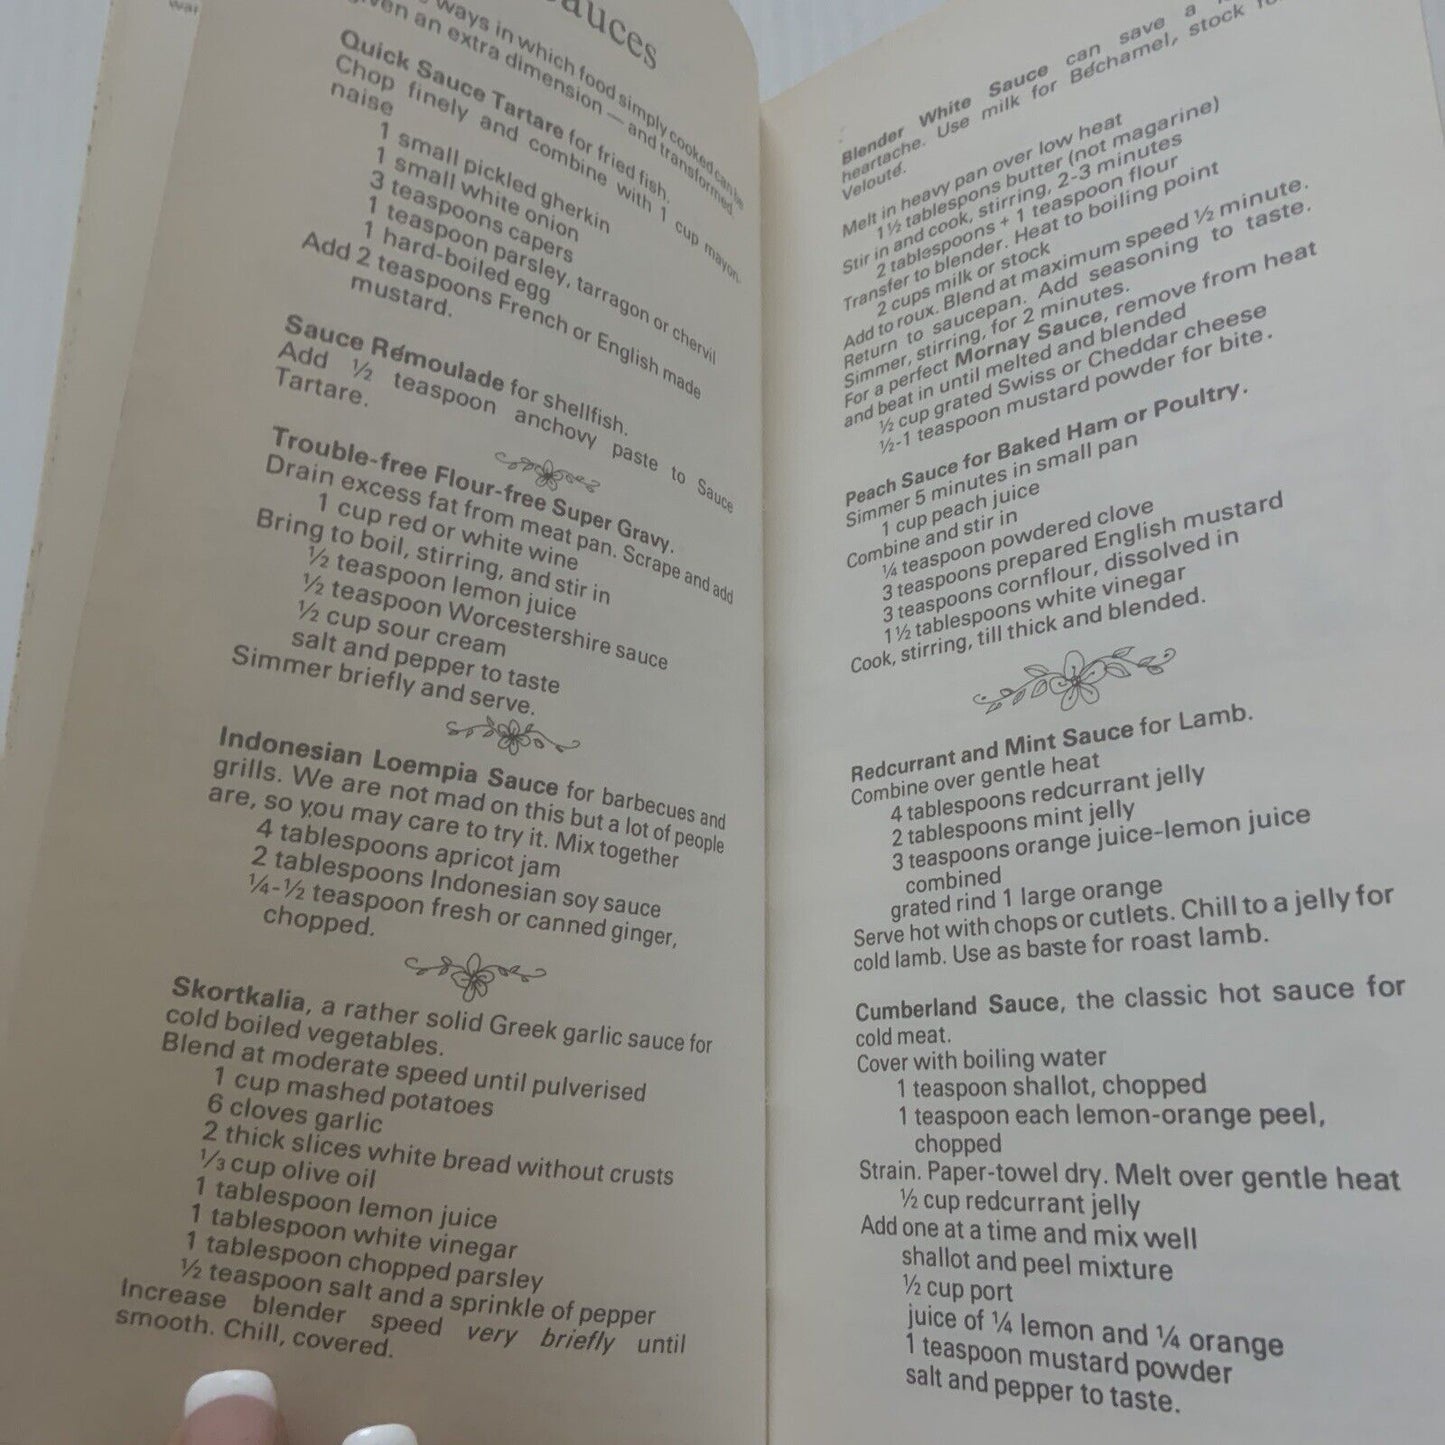 Sauces
ways in which food simply cooked can be
given an extra dimension — and transformed.
Quick Sauce Tartare for fried fish.
Chop finely and combine with 1 cup mayon-
naise
1 small pickled gherkin
1 small white onion
3 teaspoons capers
1 teaspoon parsley, tarragon or chervil
1 hard-boiled egg
Add 2 teaspoons French or English made
mustard.
Sauce Rémoulade for shellfish.
Add ½ teaspoon anchovy paste to Sauce
Tartare.
Trouble-free Flour-free Super Gravy.
Drain excess fat from meat pan. Scrape and add
1 cup red or white wine
Bring to boil, stirring, and stir in
½ teaspoon lemon juice
½ teaspoon Worcestershire sauce
½ cup sour cream
salt and pepper to taste
Simmer briefly and serve.
Indonesian Loempia Sauce for barbecues and
grills. We are not mad on this but a lot of people
are, so you may care to try it. Mix together
4 tablespoons apricot jam
2 tablespoons Indonesian soy sauce
¼-½ teaspoon fresh or canned ginger,
chopped.
Skortkalia, a rather solid Greek garlic sauce for
cold boiled vegetables.
Blend at moderate speed until pulverised
1 cup mashed potatoes
6 cloves garlic
2 thick slices white bread without crusts
⅓ cup olive oil
1 tablespoon lemon juice
1 tablespoon white vinegar
1 tablespoon chopped parsley
½ teaspoon salt and a sprinkle of pepper
Increase blender speed very briefly until
smooth. Chill, covered.
Blender White Sauce can save a
heartache. Use milk for Béchamel, stock for
Velouté.
Melt in heavy pan over low heat
1½ tablespoons butter (not magarine)
Stir in and cook, stirring, 2-3 minutes
2 tablespoons + 1 teaspoon flour
Transfer to blender. Heat to boiling point
2 cups milk or stock
Add to roux. Blend at maximum speed ½ minute.
Return to saucepan. Add seasoning to taste.
Simmer, stirring, for 2 minutes.
For a perfect Mornay Sauce, remove from heat
and beat in until melted and blended
½ cup grated Swiss or Cheddar cheese
½-1 teaspoon mustard powder for bite.
Peach Sauce for Baked Ham or Poultry.
Simmer 5 minutes in small pan
1 cup peach juice
Combine and stir in
¼ teaspoon powdered clove
3 teaspoons prepared English mustard
3 teaspoons cornflour, dissolved in
1½ tablespoons white vinegar
Cook, stirring, till thick and blended.
Redcurrant and Mint Sauce for Lamb.
Combine over gentle heat
4 tablespoons redcurrant jelly
2 tablespoons mint jelly
3 teaspoons orange juice-lemon juice
combined
grated rind 1 large orange
Serve hot with chops or cutlets. Chill to a jelly for
cold lamb. Use as baste for roast lamb.
Cumberland Sauce, the classic hot sauce for
cold meat.
Cover with boiling water
1 teaspoon shallot, chopped
1 teaspoon each lemon-orange peel,
chopped
Strain. Paper-towel dry. Melt over gentle heat
½ cup redcurrant jelly
Add one at a time and mix well
shallot and peel mixture
½ cup port
juice of ¼ lemon and ¼ orange
1 teaspoon mustard powder
salt and pepper to taste.